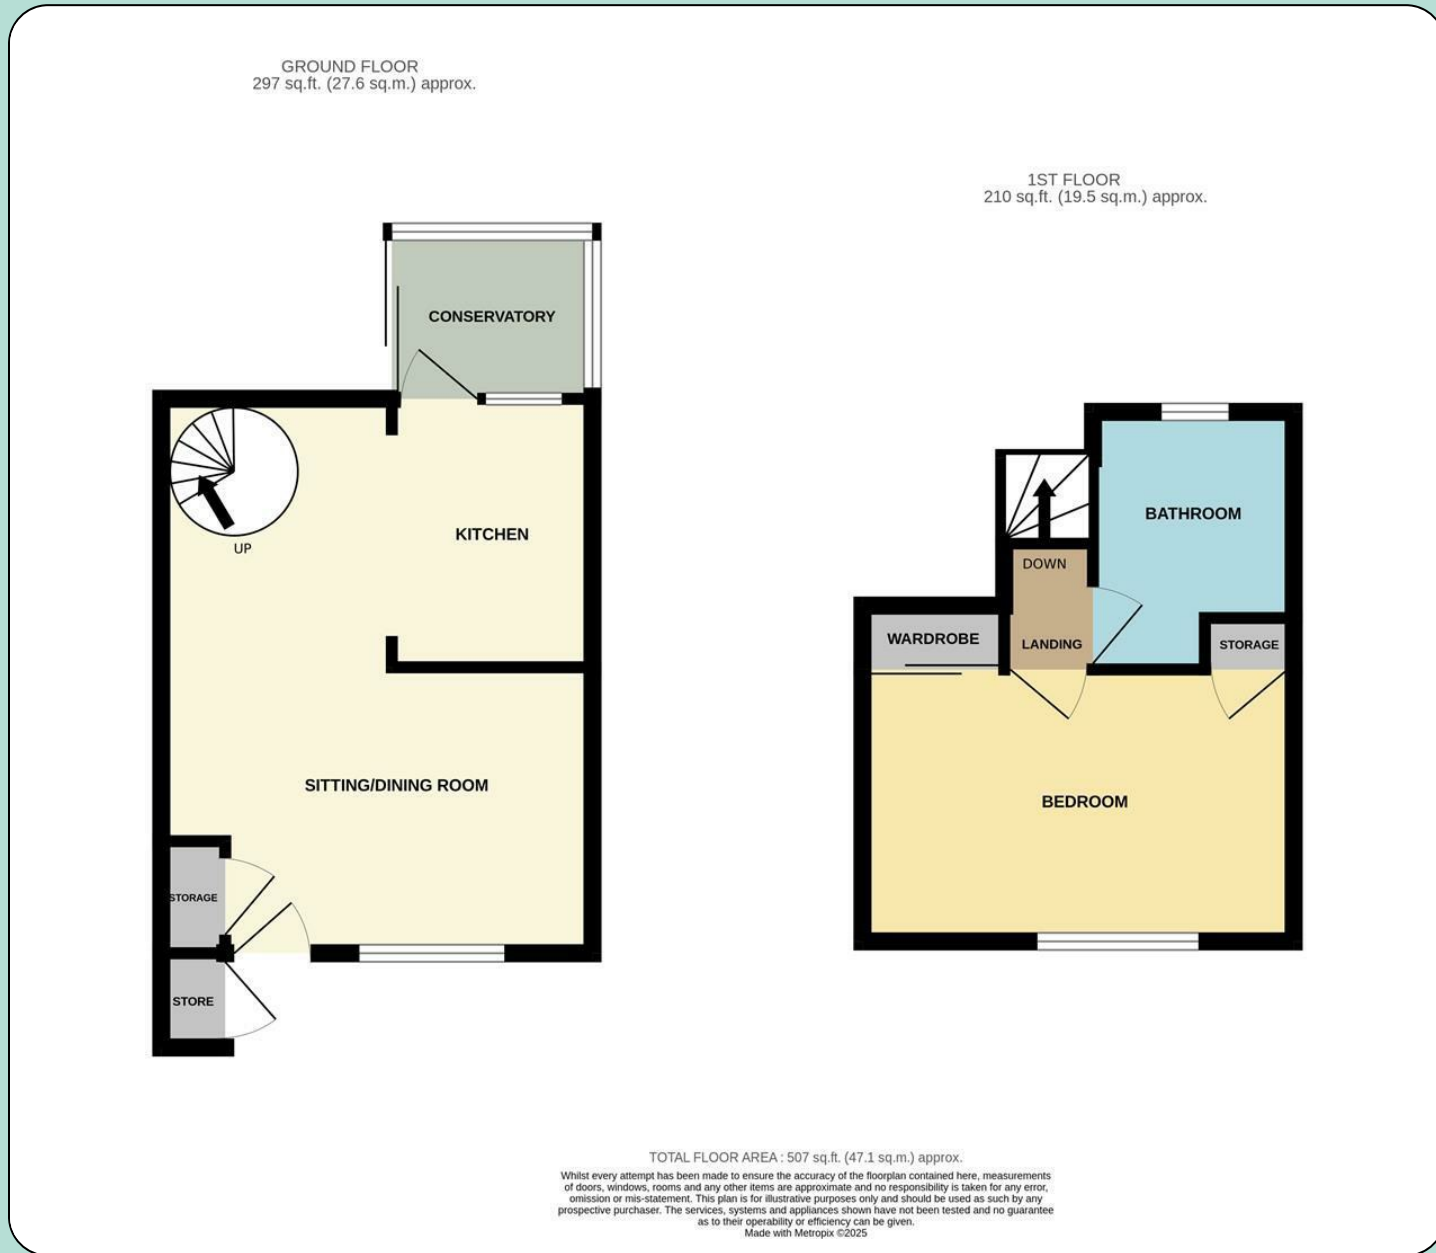 GROUND FLOOR
297 sq.ft. (27.6 sq.m.) approx.
1ST FLOOR
210 sq.ft. (19.5 sq.m.) approx.
CONSERVATORY
KITCHEN
UP
SITTING/DINING ROOM
STORAGE
STORE
BATHROOM
DOWN
WARDROBE
LANDING
STORAGE
BEDROOM
TOTAL FLOOR AREA : 507 sq.ft. (47.1 sq.m.) approx.
Whilst every attempt has been made to ensure the accuracy of the floorplan contained here, measurements
of doors, windows, rooms and any other items are approximate and no responsibility is taken for any error,
omission or mis-statement. This plan is for illustrative purposes only and should be used as such by any
prospective purchaser. The services, systems and appliances shown have not been tested and no guarantee
as to their operability or efficiency can be given.
Made with Metropix ©2025